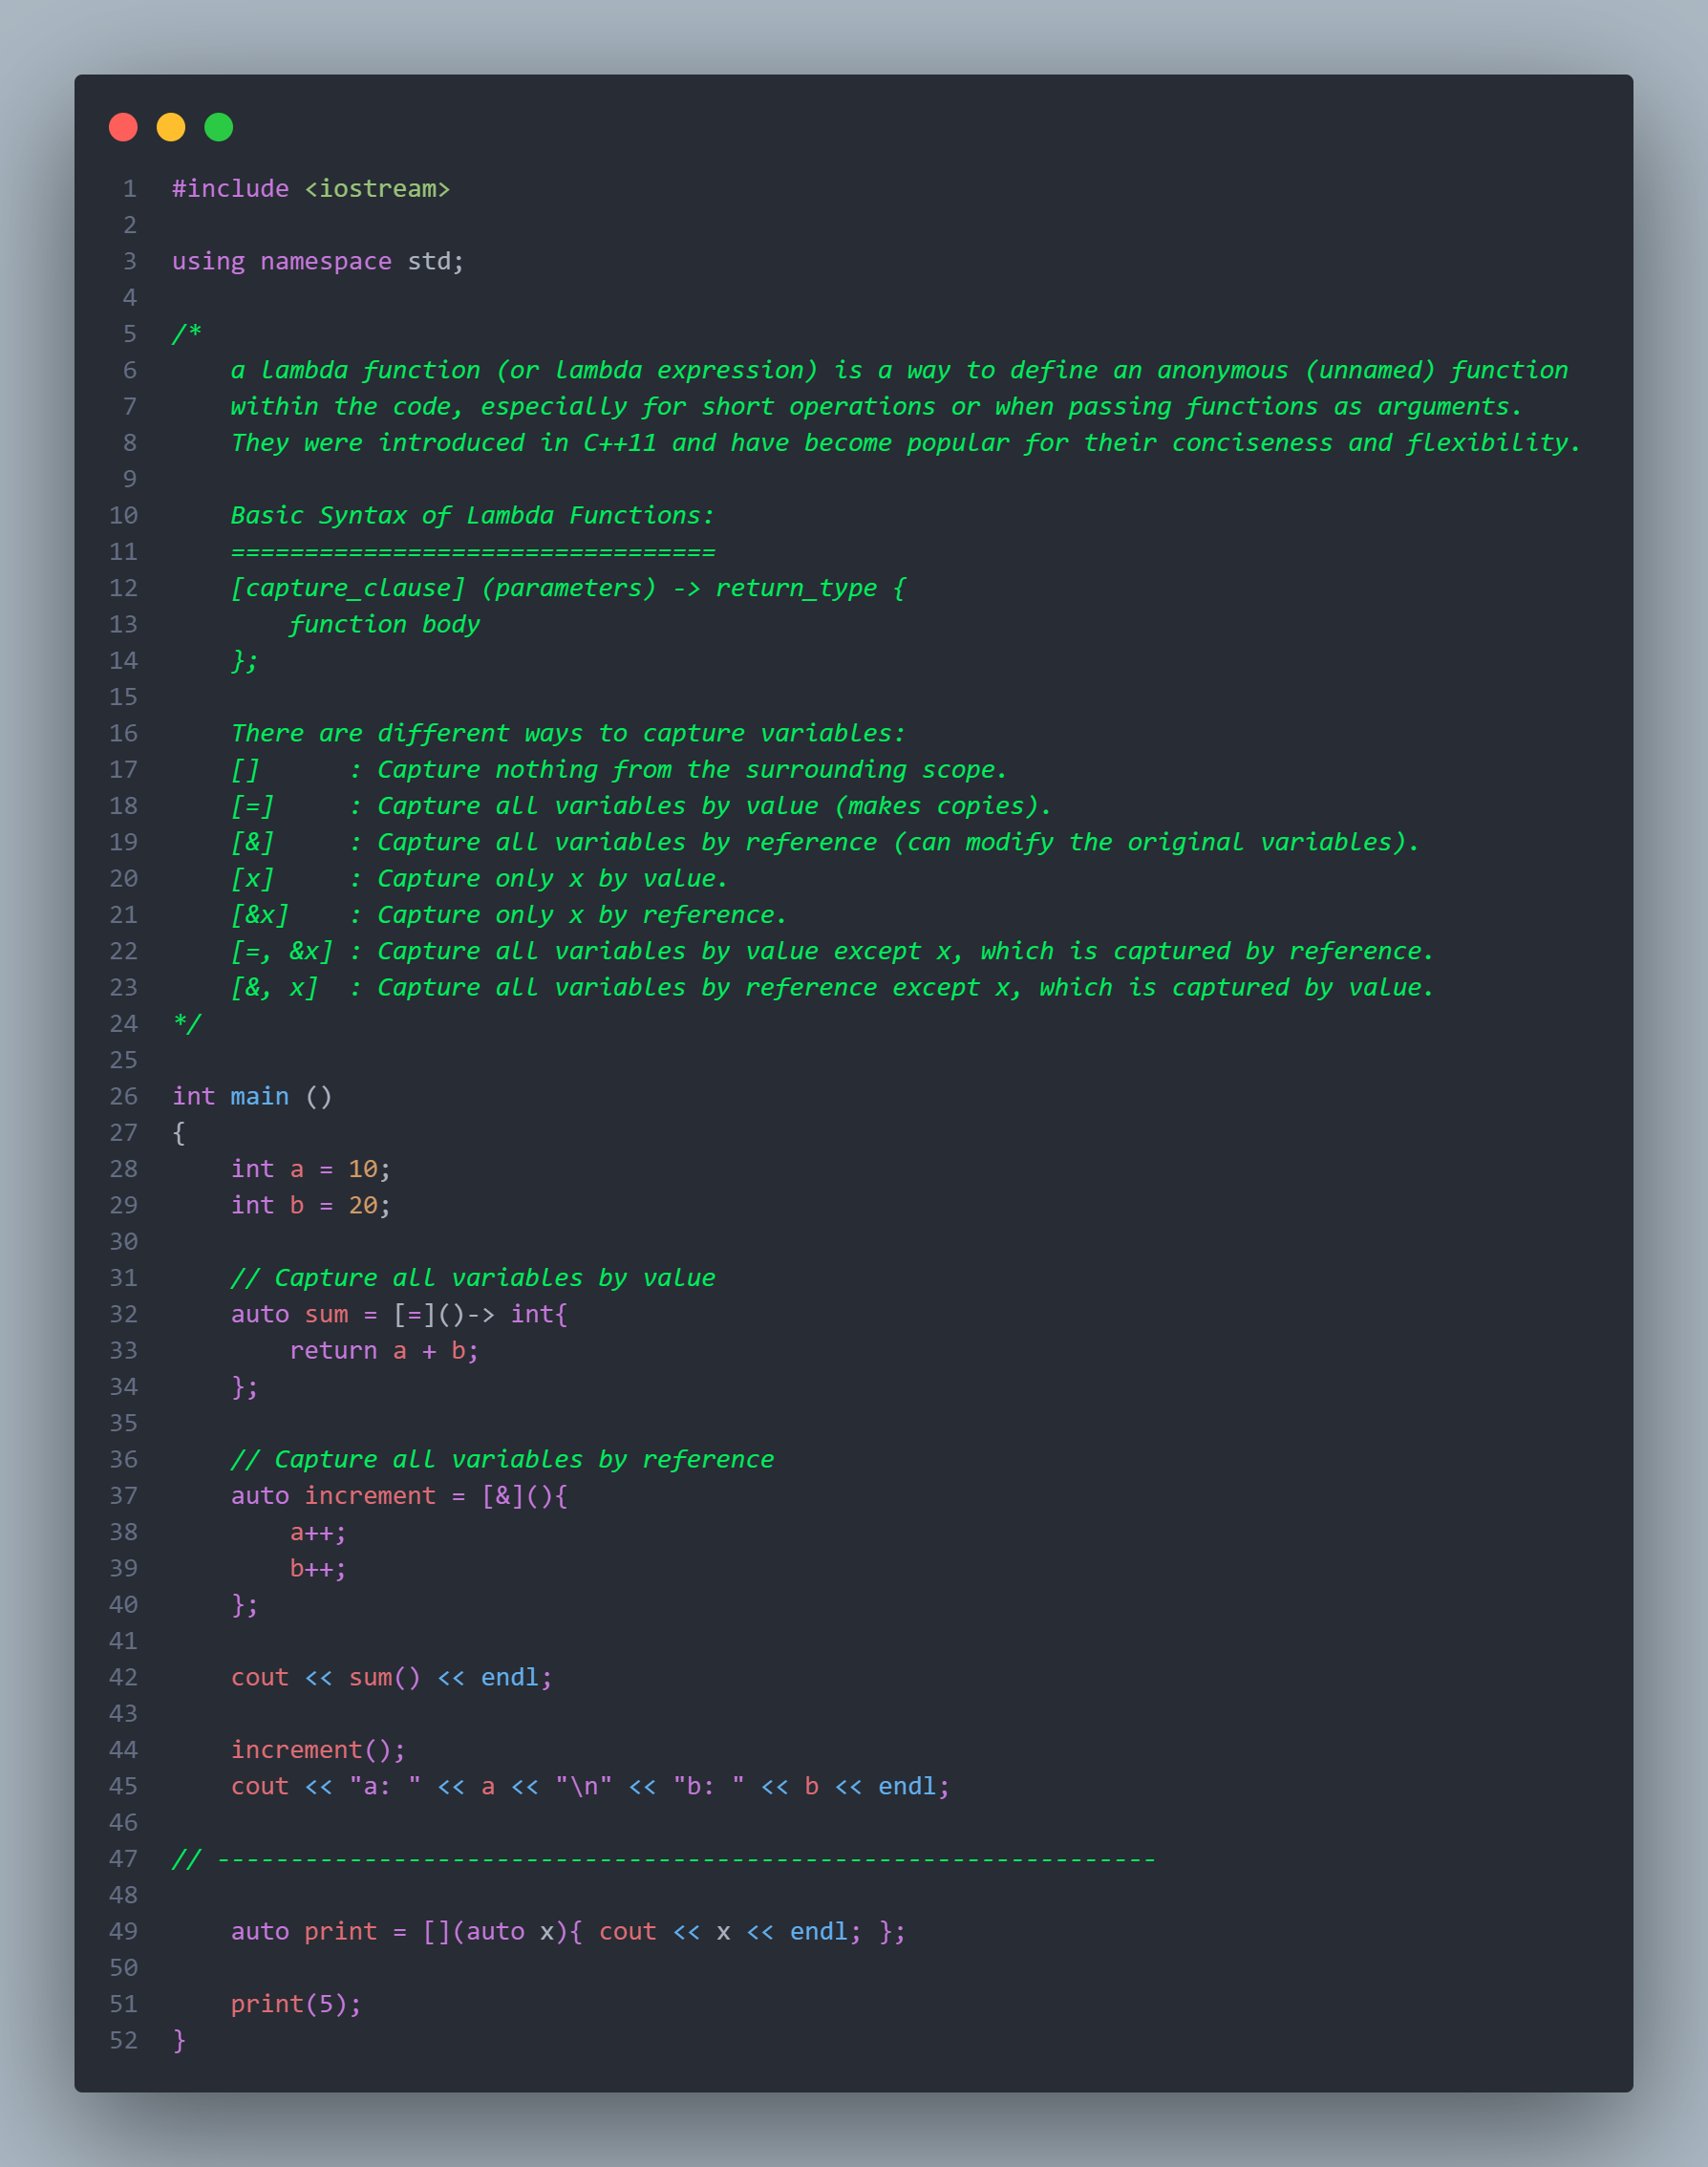 1 #include <iostream>
2
3 using namespace std;
4
5 /*
6     a lambda function (or lambda expression) is a way to define an anonymous (unnamed) function
7     within the code, especially for short operations or when passing functions as arguments.
8     They were introduced in C++11 and have become popular for their conciseness and flexibility.
9
10     Basic Syntax of Lambda Functions:
11     =================================
12     [capture_clause] (parameters) -> return_type {
13         function body
14     };
15
16     There are different ways to capture variables:
17     []      : Capture nothing from the surrounding scope.
18     [=]     : Capture all variables by value (makes copies).
19     [&]     : Capture all variables by reference (can modify the original variables).
20     [x]     : Capture only x by value.
21     [&x]    : Capture only x by reference.
22     [=, &x] : Capture all variables by value except x, which is captured by reference.
23     [&, x]  : Capture all variables by reference except x, which is captured by value.
24 */
25
26 int main ()
27 {
28     int a = 10;
29     int b = 20;
30
31     // Capture all variables by value
32     auto sum = [=]()-> int{
33         return a + b;
34     };
35
36     // Capture all variables by reference
37     auto increment = [&](){
38         a++;
39         b++;
40     };
41
42     cout << sum() << endl;
43
44     increment();
45     cout << "a: " << a << "\n" << "b: " << b << endl;
46
47 // ----------------------------------------------------------------
48
49     auto print = [](auto x){ cout << x << endl; };
50
51     print(5);
52 }